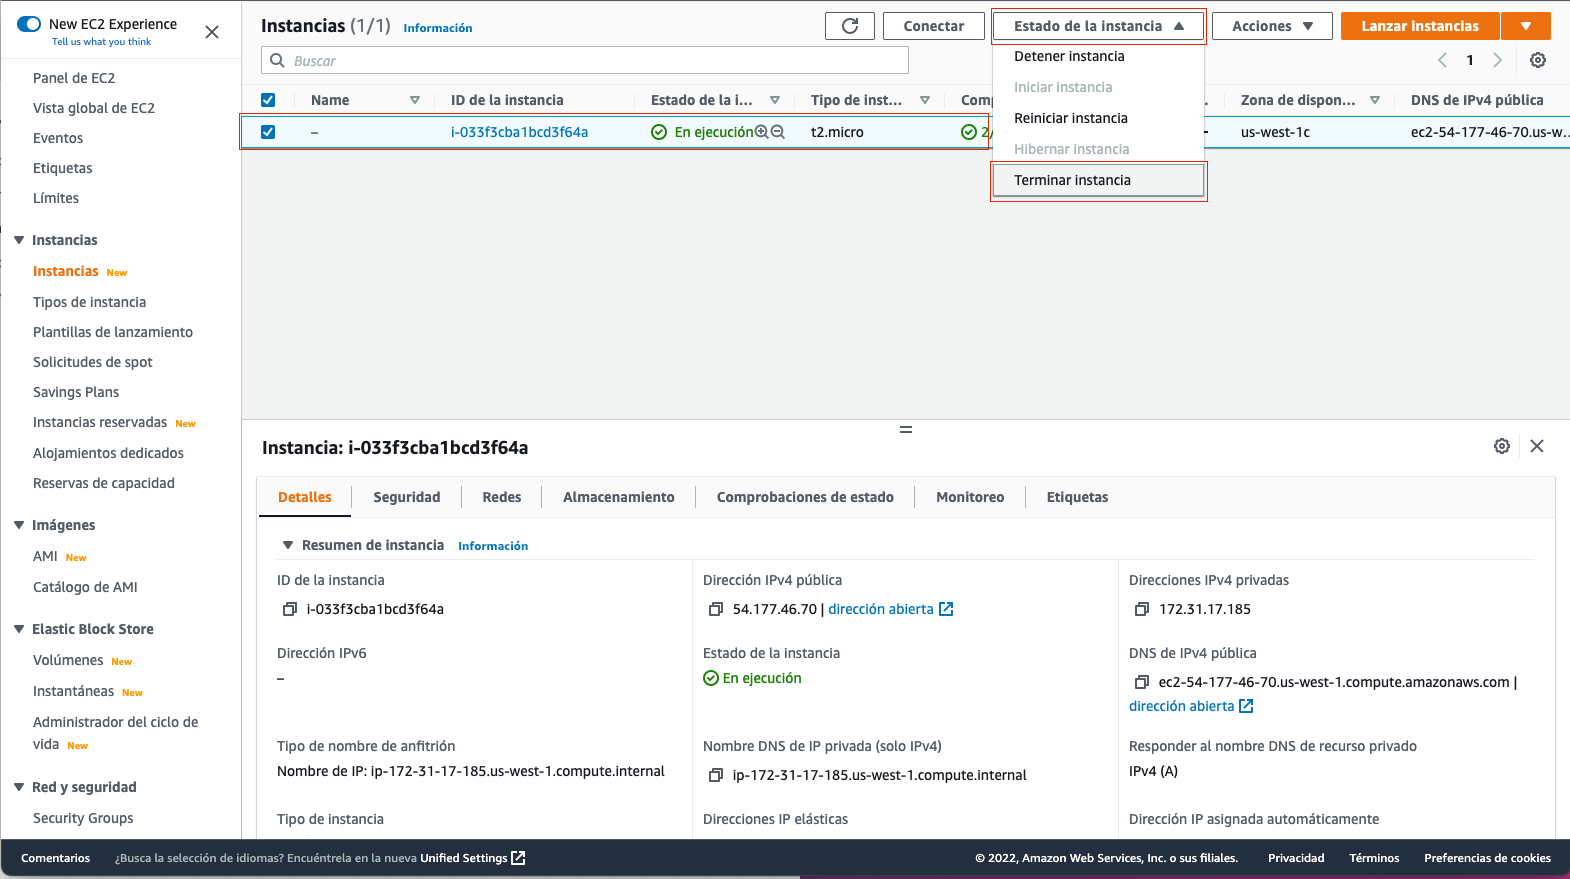 New EC2 Experience
Tell us what you think
Panel de EC2
Vista global de EC2
Eventos
Etiquetas
Límites
Instancias
Instancias New
Tipos de instancia
Plantillas de lanzamiento
Solicitudes de spot
Savings Plans
Instancias reservadas New
Alojamientos dedicados
Reservas de capacidad
Imágenes
AMI New
Catálogo de AMI
Elastic Block Store
Volúmenes New
Instantáneas New
Administrador del ciclo de
vida New
Red y seguridad
Security Groups
Instancias (1/1) Información
Conectar
Estado de la instancia
Acciones
Lanzar instancias
Buscar
1
Detener instancia
Iniciar instancia
Reiniciar instancia
Hibernar instancia
Terminar instancia
Name ID de la instancia Estado de la i... Tipo de inst... Com Zona de dispon... DNS de IPv4 pública
– i-033f3cba1bcd3f64a En ejecución t2.micro 2/ us-west-1c ec2-54-177-46-70.us-w...
Instancia: i-033f3cba1bcd3f64a
Detalles Seguridad Redes Almacenamiento Comprobaciones de estado Monitoreo Etiquetas
Resumen de instancia Información
ID de la instancia
i-033f3cba1bcd3f64a
Dirección IPv4 pública
54.177.46.70 | dirección abierta
Direcciones IPv4 privadas
172.31.17.185
Dirección IPv6
–
Estado de la instancia
En ejecución
DNS de IPv4 pública
ec2-54-177-46-70.us-west-1.compute.amazonaws.com |
dirección abierta
Tipo de nombre de anfitrión
Nombre de IP: ip-172-31-17-185.us-west-1.compute.internal
Nombre DNS de IP privada (solo IPv4)
ip-172-31-17-185.us-west-1.compute.internal
Responder al nombre DNS de recurso privado
IPv4 (A)
Tipo de instancia
Direcciones IP elásticas
Dirección IP asignada automáticamente
Comentarios ¿Busca la selección de idiomas? Encuéntrela en la nueva Unified Settings © 2022, Amazon Web Services, Inc. o sus filiales. Privacidad Términos Preferencias de cookies